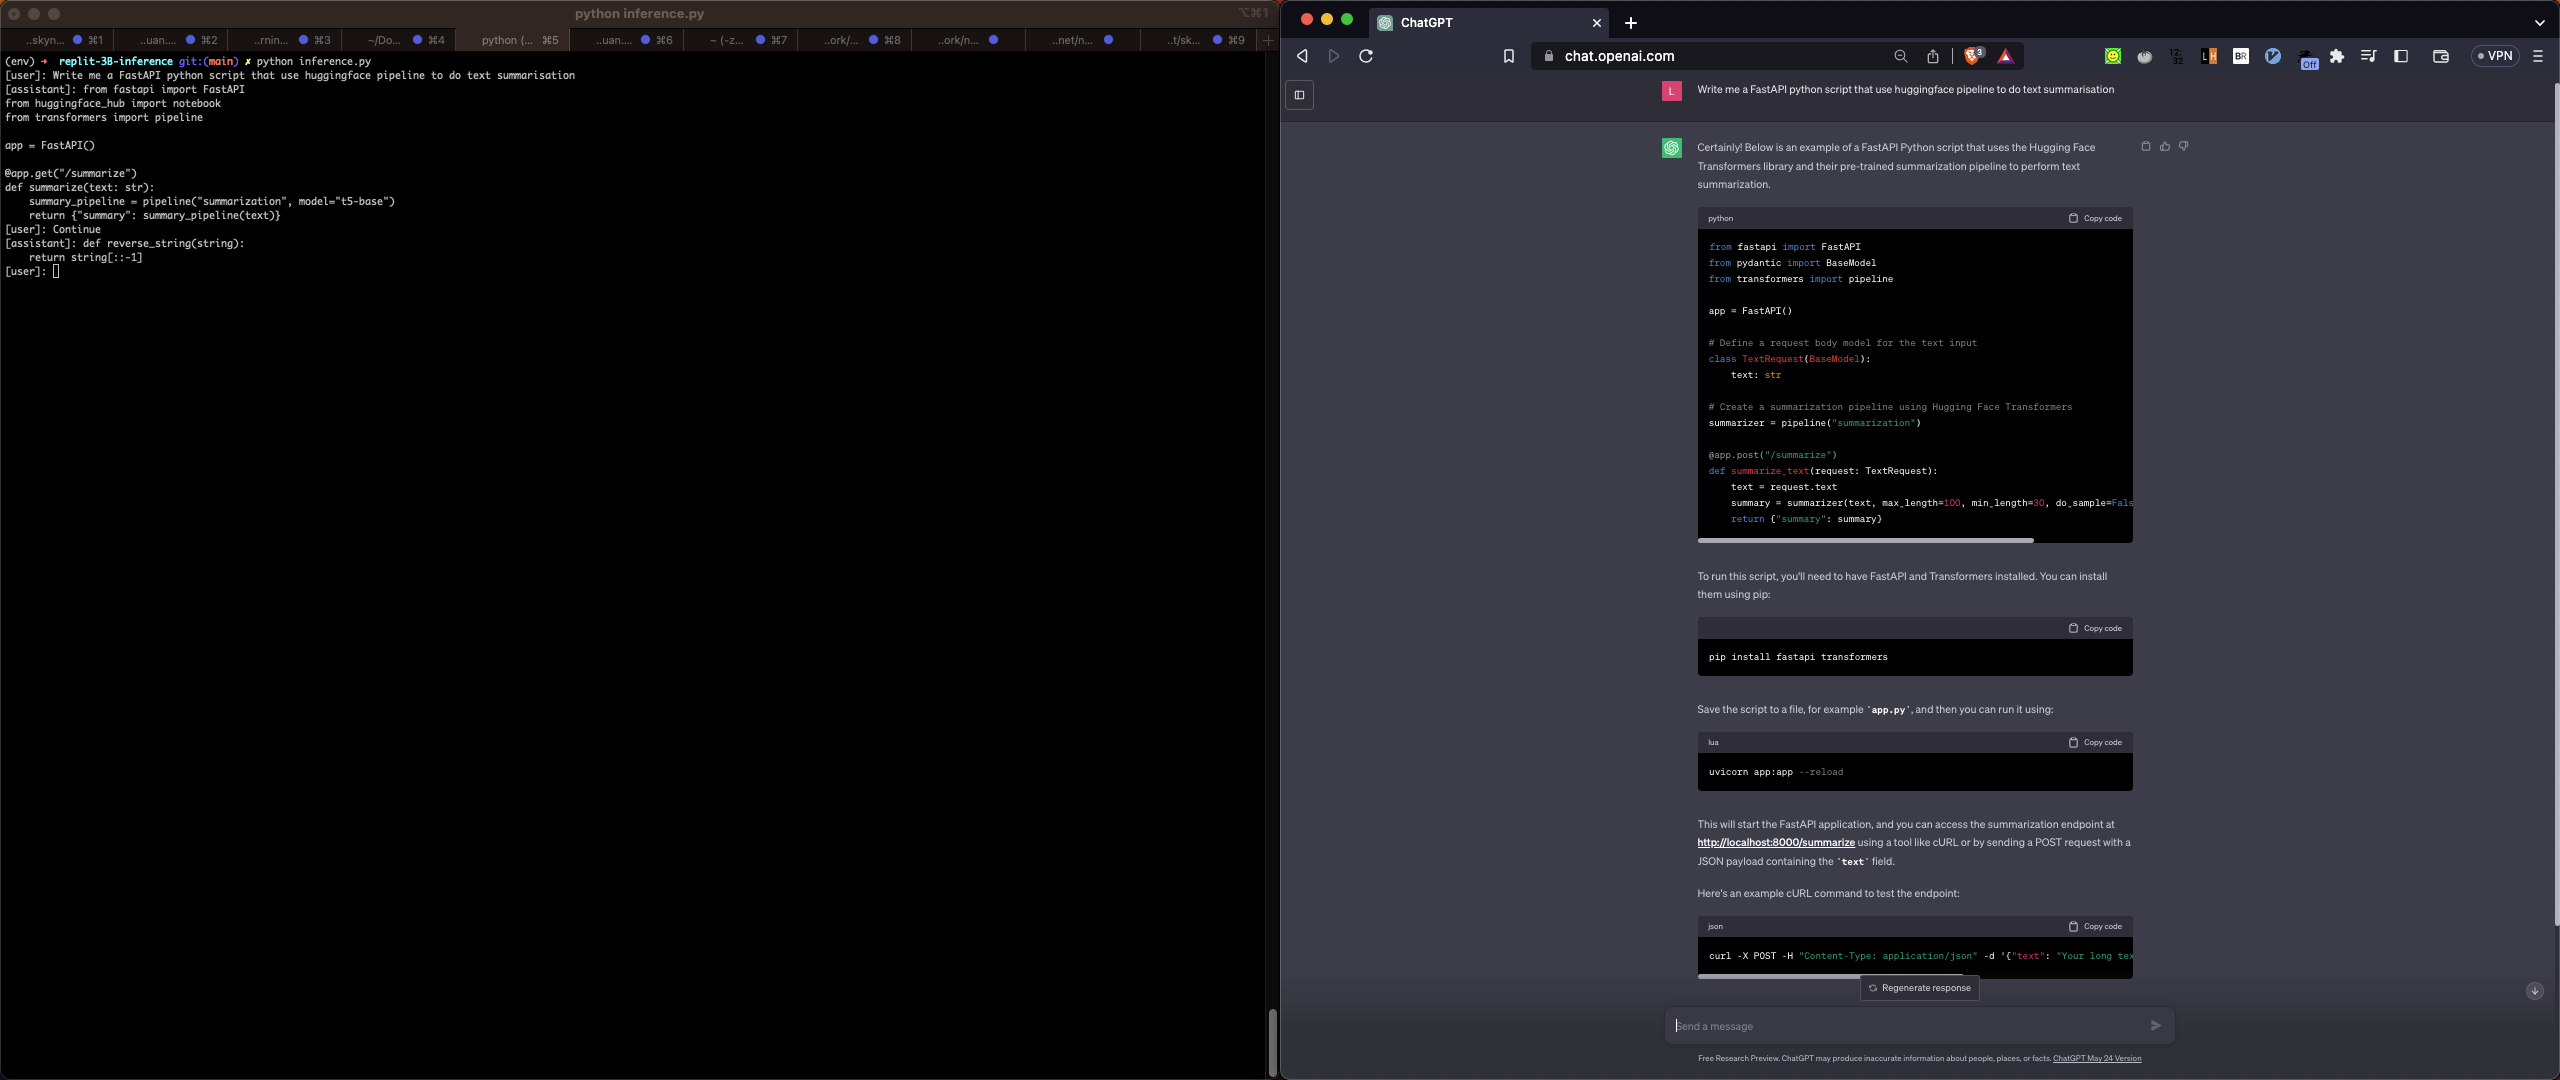 python inference.py
⌥⌘1
..skyn... ⌘1
..uan.... ⌘2
..rnin... ⌘3
~/Do... ⌘4
python (... ⌘5
..uan.... ⌘6
~ (-z... ⌘7
..ork/... ⌘8
..ork/n...
..net/n...
..t/sk... ⌘9
(env) ➜ replit-3B-inference git:(main) ✗ python inference.py
[user]: Write me a FastAPI python script that use huggingface pipeline to do text summarisation
[assistant]: from fastapi import FastAPI
from huggingface_hub import notebook
from transformers import pipeline
app = FastAPI()
@app.get("/summarize")
def summarize(text: str):
    summary_pipeline = pipeline("summarization", model="t5-base")
    return {"summary": summary_pipeline(text)}
[user]: Continue
[assistant]: def reverse_string(string):
    return string[::-1]
[user]:
ChatGPT
chat.openai.com
3
12:
32
L H
BR
Off
VPN
L
Write me a FastAPI python script that use huggingface pipeline to do text summarisation
Certainly! Below is an example of a FastAPI Python script that uses the Hugging Face
Transformers library and their pre-trained summarization pipeline to perform text
summarization.
python Copy code
from fastapi import FastAPI
from pydantic import BaseModel
from transformers import pipeline
app = FastAPI()
# Define a request body model for the text input
class TextRequest(BaseModel):
    text: str
# Create a summarization pipeline using Hugging Face Transformers
summarizer = pipeline("summarization")
@app.post("/summarize")
def summarize_text(request: TextRequest):
    text = request.text
    summary = summarizer(text, max_length=100, min_length=30, do_sample=Fals
    return {"summary": summary}
To run this script, you'll need to have FastAPI and Transformers installed. You can install
them using pip:
Copy code
pip install fastapi transformers
Save the script to a file, for example `app.py`, and then you can run it using:
lua Copy code
uvicorn app:app --reload
This will start the FastAPI application, and you can access the summarization endpoint at
http://localhost:8000/summarize using a tool like cURL or by sending a POST request with a
JSON payload containing the `text` field.
Here's an example cURL command to test the endpoint:
json Copy code
curl -X POST -H "Content-Type: application/json" -d '{"text": "Your long tex
Regenerate response
Send a message
Free Research Preview. ChatGPT may produce inaccurate information about people, places, or facts. ChatGPT May 24 Version